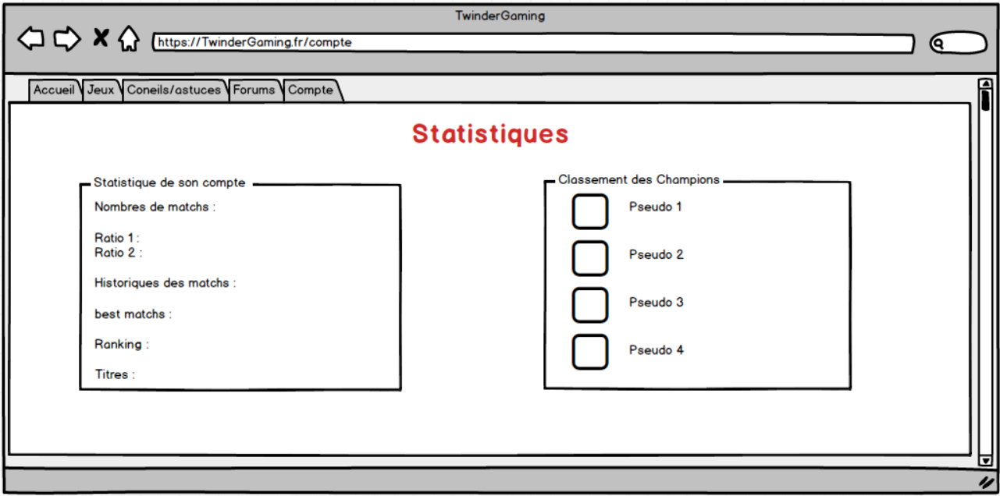 TwinderGaming
https://TwinderGaming.fr/compte
Accueil Jeux Coneils/astuces Forums Compte
Statistiques
Statistique de son compte
Nombres de matchs :
Ratio 1 :
Ratio 2 :
Historiques des matchs :
best matchs :
Ranking :
Titres :
Classement des Champions
Pseudo 1
Pseudo 2
Pseudo 3
Pseudo 4